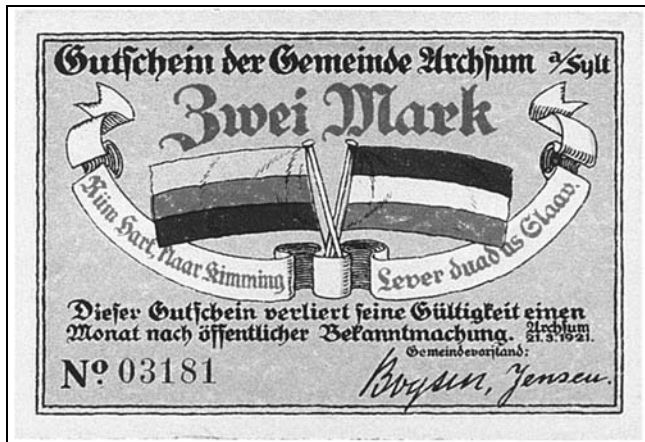 Gutschein der Gemeinde Archsum a/Sylt
Zwei Mark
Rüm Hart, klaar Kimming
Lever duad üs Slaav.
Dieser Gutschein verliert seine Gültigkeit einen
Monat nach öffentlicher Bekanntmachung. Archsum 21.3.1921.
Gemeindevorstand:
No 03181
Boysen, Jensen.